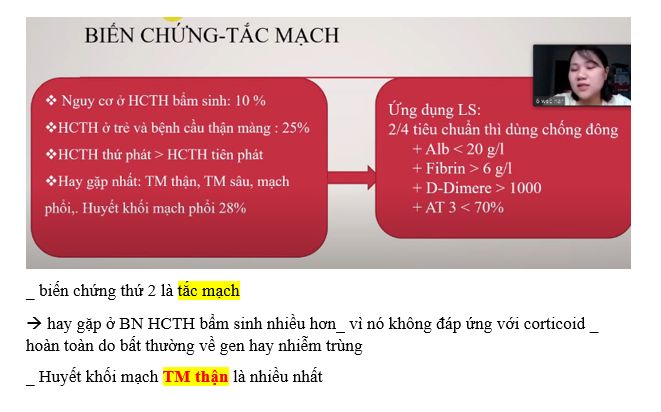 BIẾN CHỨNG-TẮC MẠCH
❖ Nguy cơ ở HCTH bẩm sinh: 10 %
❖HCTH ở trẻ và bệnh cầu thận màng : 25%
❖HCTH thứ phát > HCTH tiên phát
❖Hay gặp nhất: TM thận, TM sâu, mạch
phổi,. Huyết khối mạch phổi 28%
Ứng dụng LS:
2/4 tiêu chuẩn thì dùng chống đông
+ Alb < 20 g/l
+ Fibrin > 6 g/l
+ D-Dimere > 1000
+ AT 3 < 70%
_ biến chứng thứ 2 là tắc mạch
→ hay gặp ở BN HCTH bẩm sinh nhiều hơn_ vì nó không đáp ứng với corticoid _
hoàn toàn do bất thường về gen hay nhiễm trùng
_ Huyết khối mạch TM thận là nhiều nhất